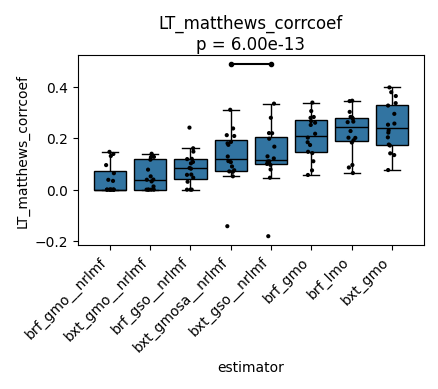 LT_matthews_corrcoef
p = 6.00e-13
LT_matthews_corrcoef
0.4
0.2
0.0
−0.2
brf_gmo__nrlmf
bxt_gmo__nrlmf
brf_gso__nrlmf
bxt_gmosa__nrlmf
bxt_gso__nrlmf
brf_gmo
brf_lmo
bxt_gmo
estimator